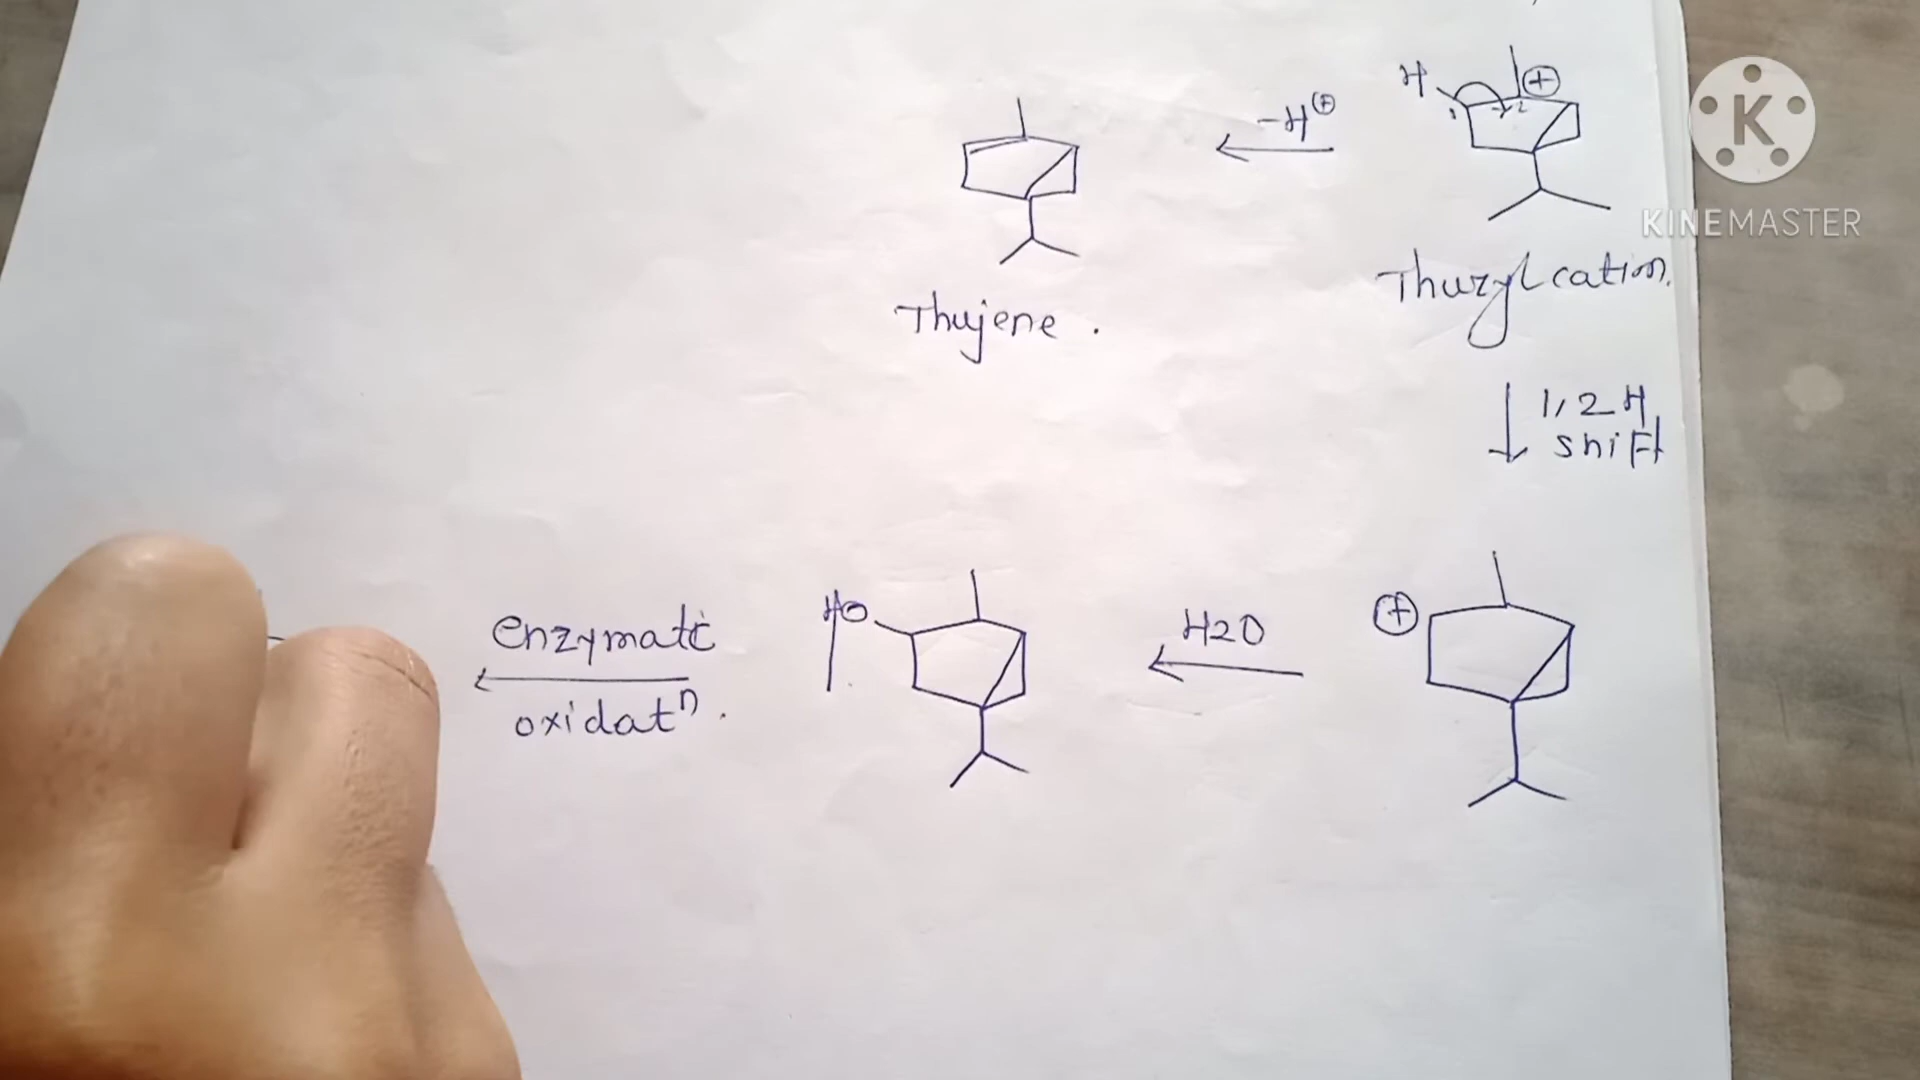 H
⊕
1
2
-H⊕
K
KINEMASTER
Thuzyl cation.
Thujene .
1,2 H
shift
HO
⊕
H2O
enzymatic
oxidatn .